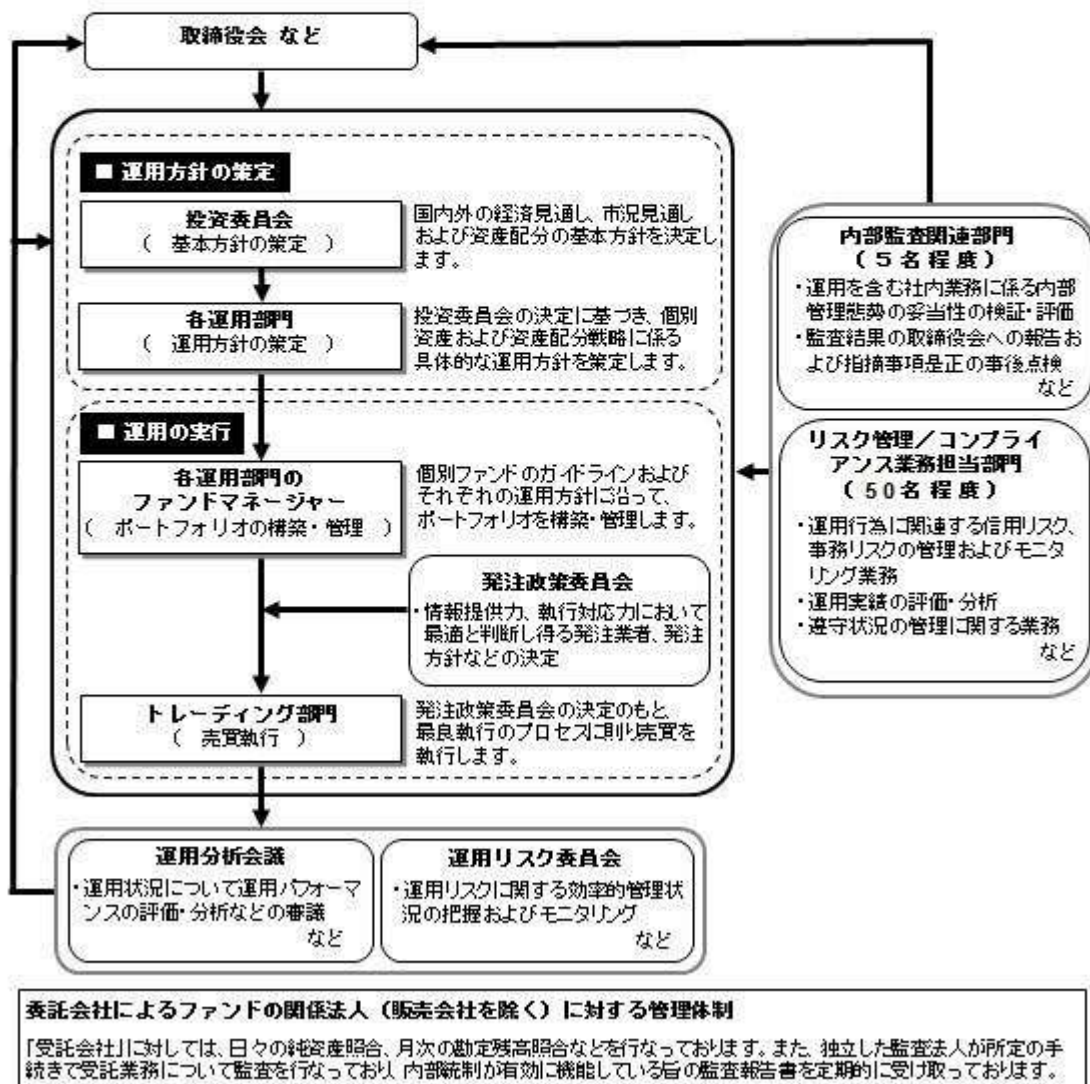 取締役会 など
■ 運用方針の策定
投資委員会
（ 基本方針の策定 ）
国内外の経済見通し、市況見通し
および資産配分の基本方針を決定し
ます。
各運用部門
（ 運用方針の策定 ）
投資委員会の決定に基づき、個別
資産および資産配分戦略に係る
具体的な運用方針を策定します。
■ 運用の実行
各運用部門の
ファンドマネージャー
（ ポートフォリオの構築・管理 ）
個別ファンドのガイドラインおよび
それぞれの運用方針に沿って、
ポートフォリオを構築・管理します。
発注政策委員会
・情報提供力、執行対応力において
最適と判断し得る発注業者、発注
方針などの決定
トレーディング部門
（ 売買執行 ）
発注政策委員会の決定のもと、
最良執行のプロセスに則り売買を
執行します。
運用分析会議
・運用状況について運用パフォーマ
ンスの評価・分析などの審議
など
運用リスク委員会
・運用リスクに関する効率的管理状
況の把握およびモニタリング
など
内部監査関連部門
（５名程度）
・運用を含む社内業務に係る内部
管理態勢の妥当性の検証・評価
・監査結果の取締役会への報告お
よび指摘事項是正の事後点検
など
リスク管理／コンプライ
アンス業務担当部門
（50名程度）
・運用行為に関連する信用リスク、
事務リスクの管理およびモニタ
リング業務
・運用実績の評価・分析
・遵守状況の管理に関する業務
など
委託会社によるファンドの関係法人（販売会社を除く）に対する管理体制
「受託会社」に対しては、日々の純資産照合、月次の勘定残高照合などを行なっております。また、独立した監査法人が所定の手
続きで受託業務について監査を行なっており、内部統制が有効に機能している旨の監査報告書を定期的に受け取っております。